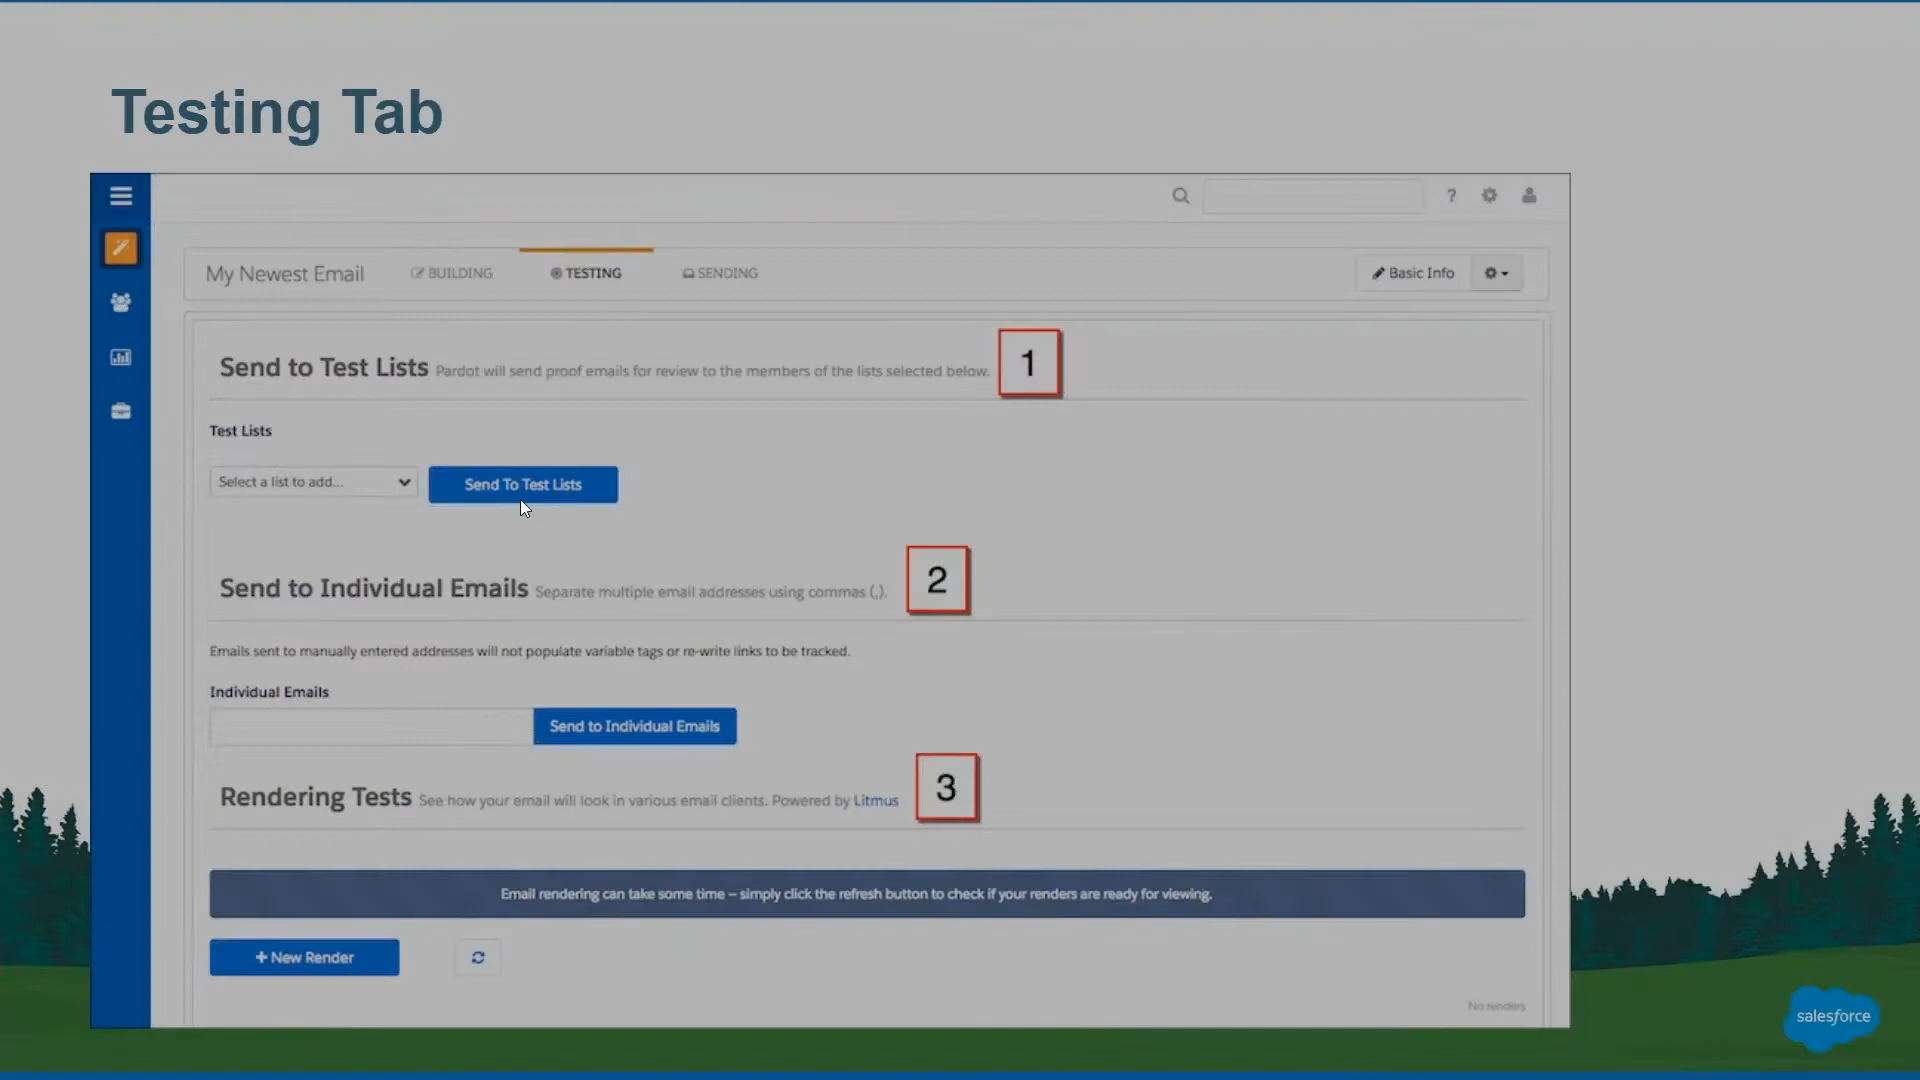 Testing Tab
?
My Newest Email
BUILDING
TESTING
SENDING
Basic Info
Send to Test Lists Pardot will send proof emails for review to the members of the lists selected below.
1
Test Lists
Select a list to add...
Send To Test Lists
Send to Individual Emails Separate multiple email addresses using commas (,).
2
Emails sent to manually entered addresses will not populate variable tags or re-write links to be tracked.
Individual Emails
Send to Individual Emails
Rendering Tests See how your email will look in various email clients. Powered by Litmus
3
Email rendering can take some time – simply click the refresh button to check if your renders are ready for viewing.
+ New Render
No renders
salesforce